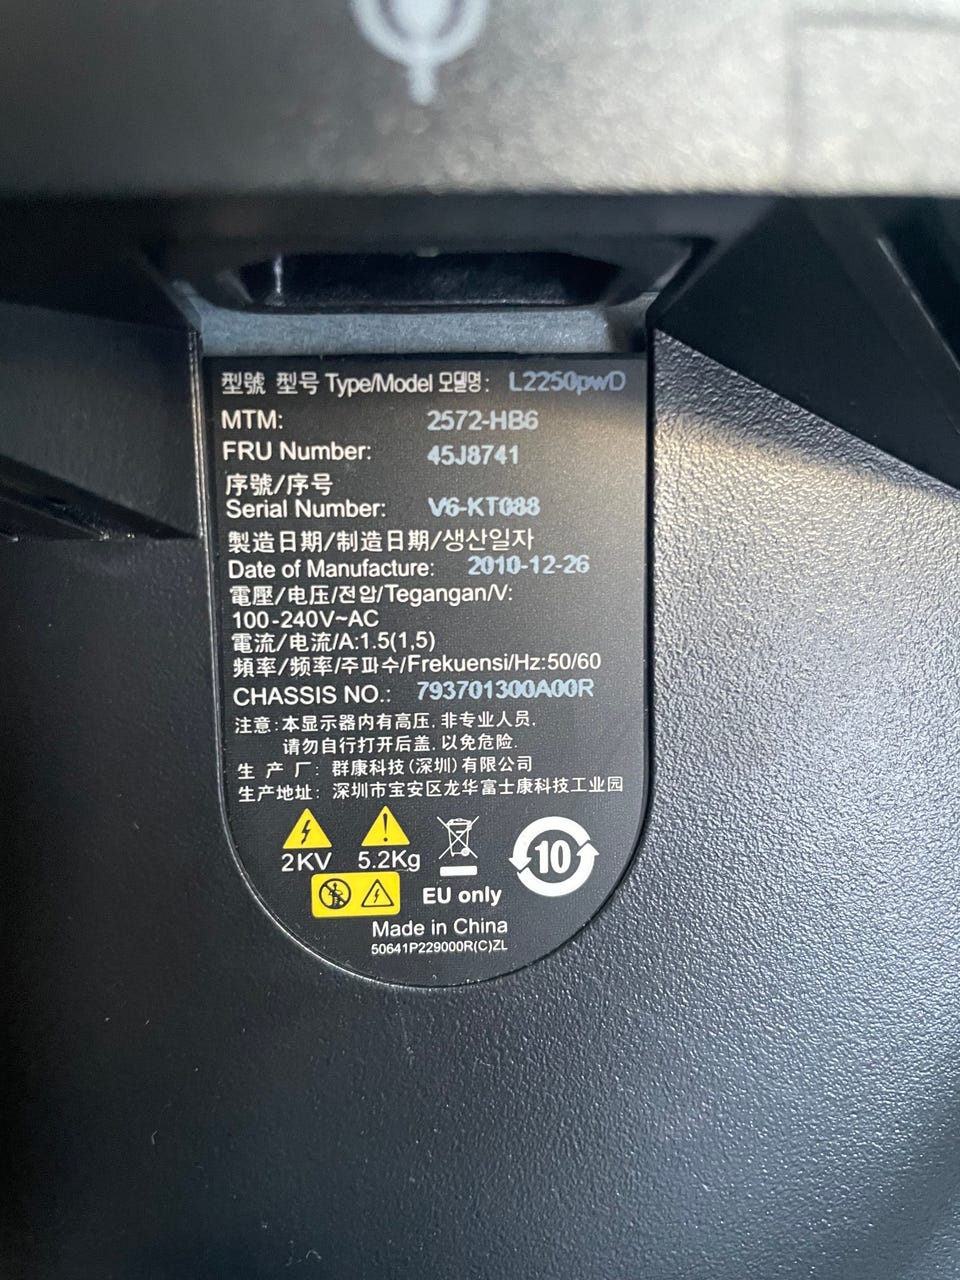 型號 型号 Type/Model 모델명: L2250pwD
MTM: 2572-HB6
FRU Number: 45J8741
序號/序号
Serial Number: V6-KT088
製造日期/制造日期/생산일자
Date of Manufacture: 2010-12-26
電壓/电压/전압/Tegangan/V:
100-240V~AC
電流/电流/A:1.5(1,5)
頻率/频率/주파수/Frekuensi/Hz:50/60
CHASSIS NO.: 793701300A00R
注意:本显示器内有高压,非专业人员,
请勿自行打开后盖,以免危险.
生 产 厂: 群康科技(深圳)有限公司
生产地址: 深圳市宝安区龙华富士康科技工业园
2KV 5.2Kg
10
EU only
Made in China
50641P229000R(C)ZL